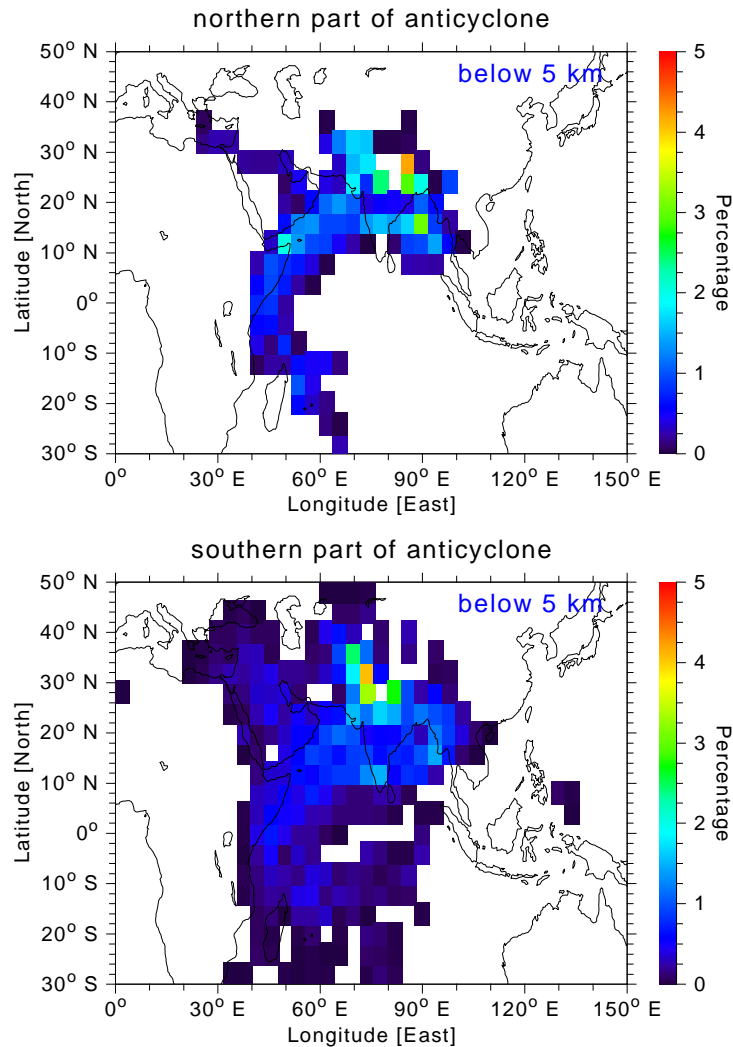 northern part of anticyclone
below 5 km
50° N
40° N
30° N
20° N
10° N
0°
10° S
20° S
30° S
Latitude [North]
0° 30° E 60° E 90° E 120° E 150° E
Longitude [East]
5
4
3
2
1
0
Percentage
southern part of anticyclone
below 5 km
50° N
40° N
30° N
20° N
10° N
0°
10° S
20° S
30° S
Latitude [North]
0° 30° E 60° E 90° E 120° E 150° E
Longitude [East]
5
4
3
2
1
0
Percentage